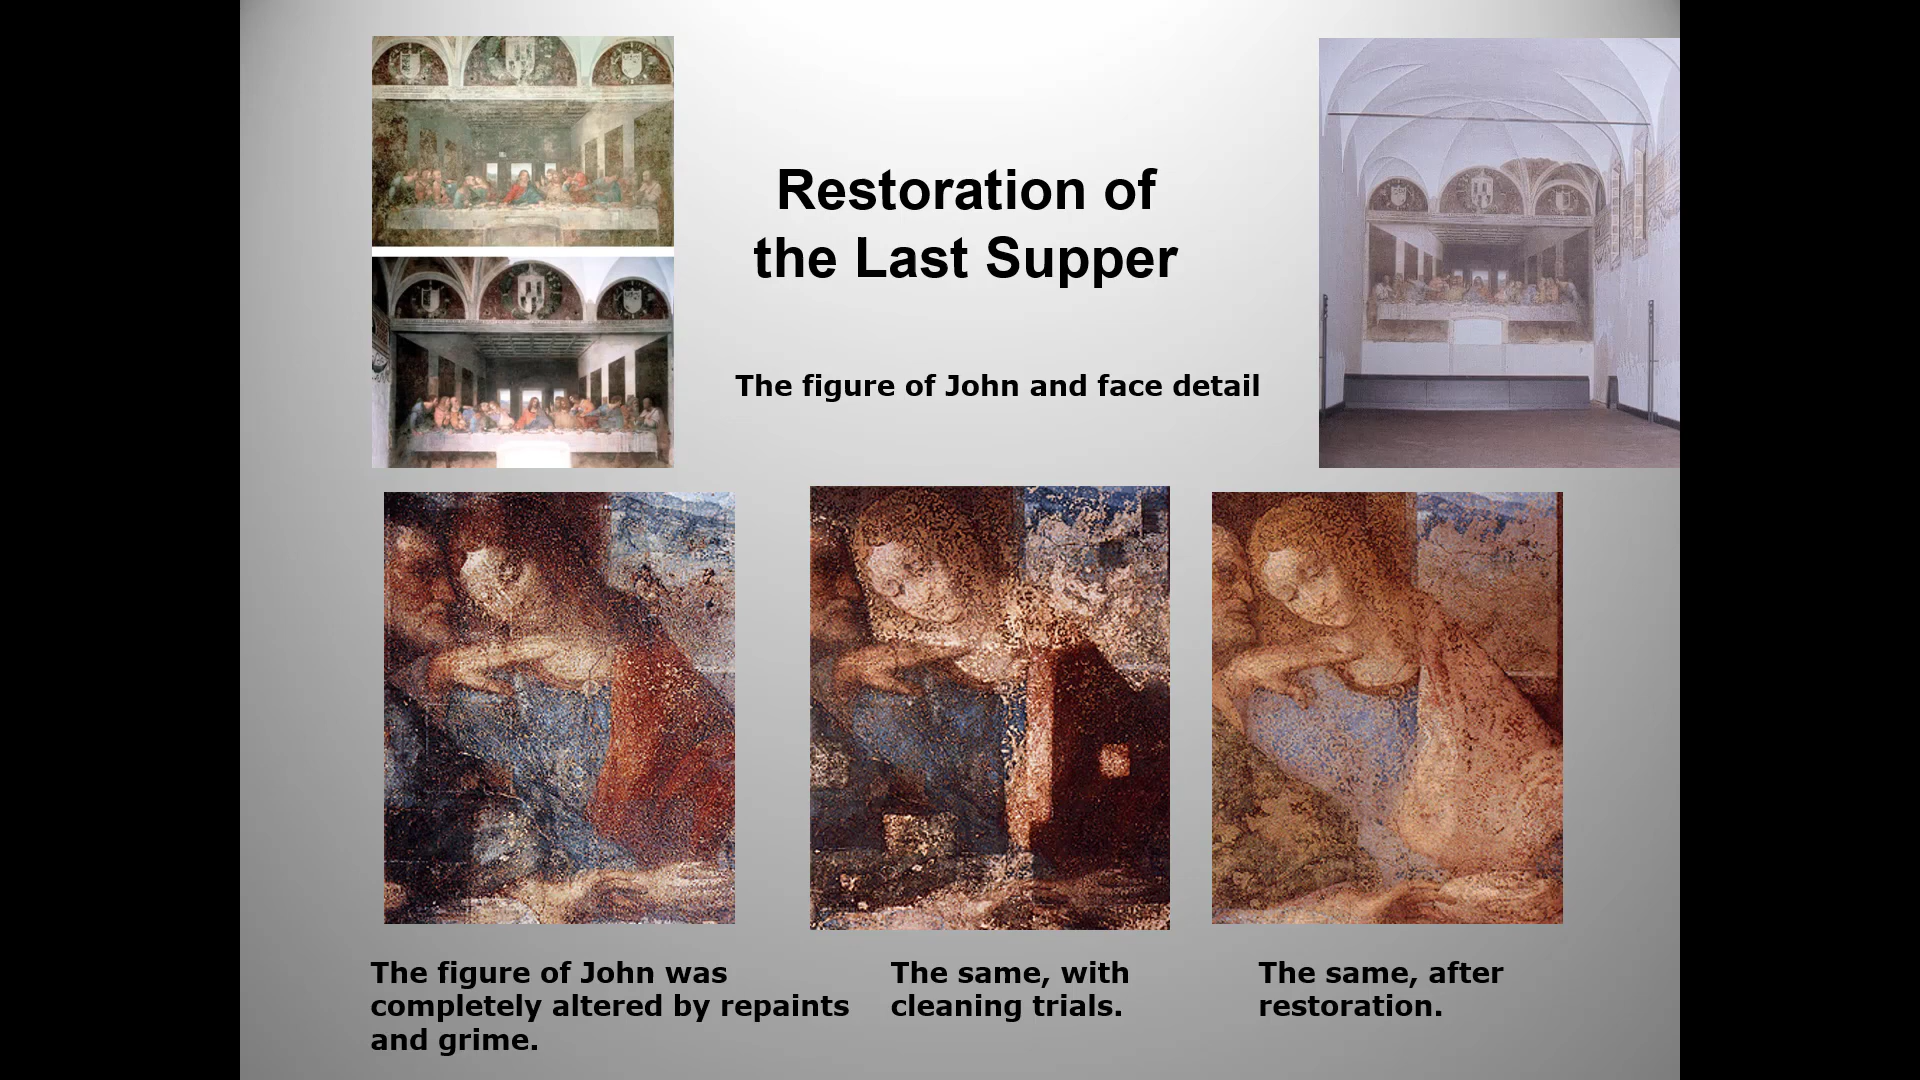 Restoration of
the Last Supper
The figure of John and face detail
The figure of John was
completely altered by repaints
and grime.
The same, with
cleaning trials.
The same, after
restoration.